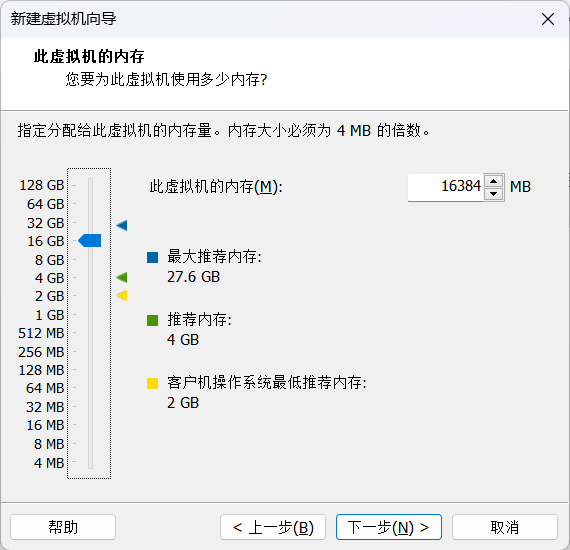 新建虚拟机向导
此虚拟机的内存
您要为此虚拟机使用多少内存?
指定分配给此虚拟机的内存量。内存大小必须为 4 MB 的倍数。
128 GB
64 GB
32 GB
16 GB
8 GB
4 GB
2 GB
1 GB
512 MB
256 MB
128 MB
64 MB
32 MB
16 MB
8 MB
4 MB
此虚拟机的内存(M):
16384 MB
最大推荐内存:
27.6 GB
推荐内存:
4 GB
客户机操作系统最低推荐内存:
2 GB
帮助
< 上一步(B)
下一步(N) >
取消